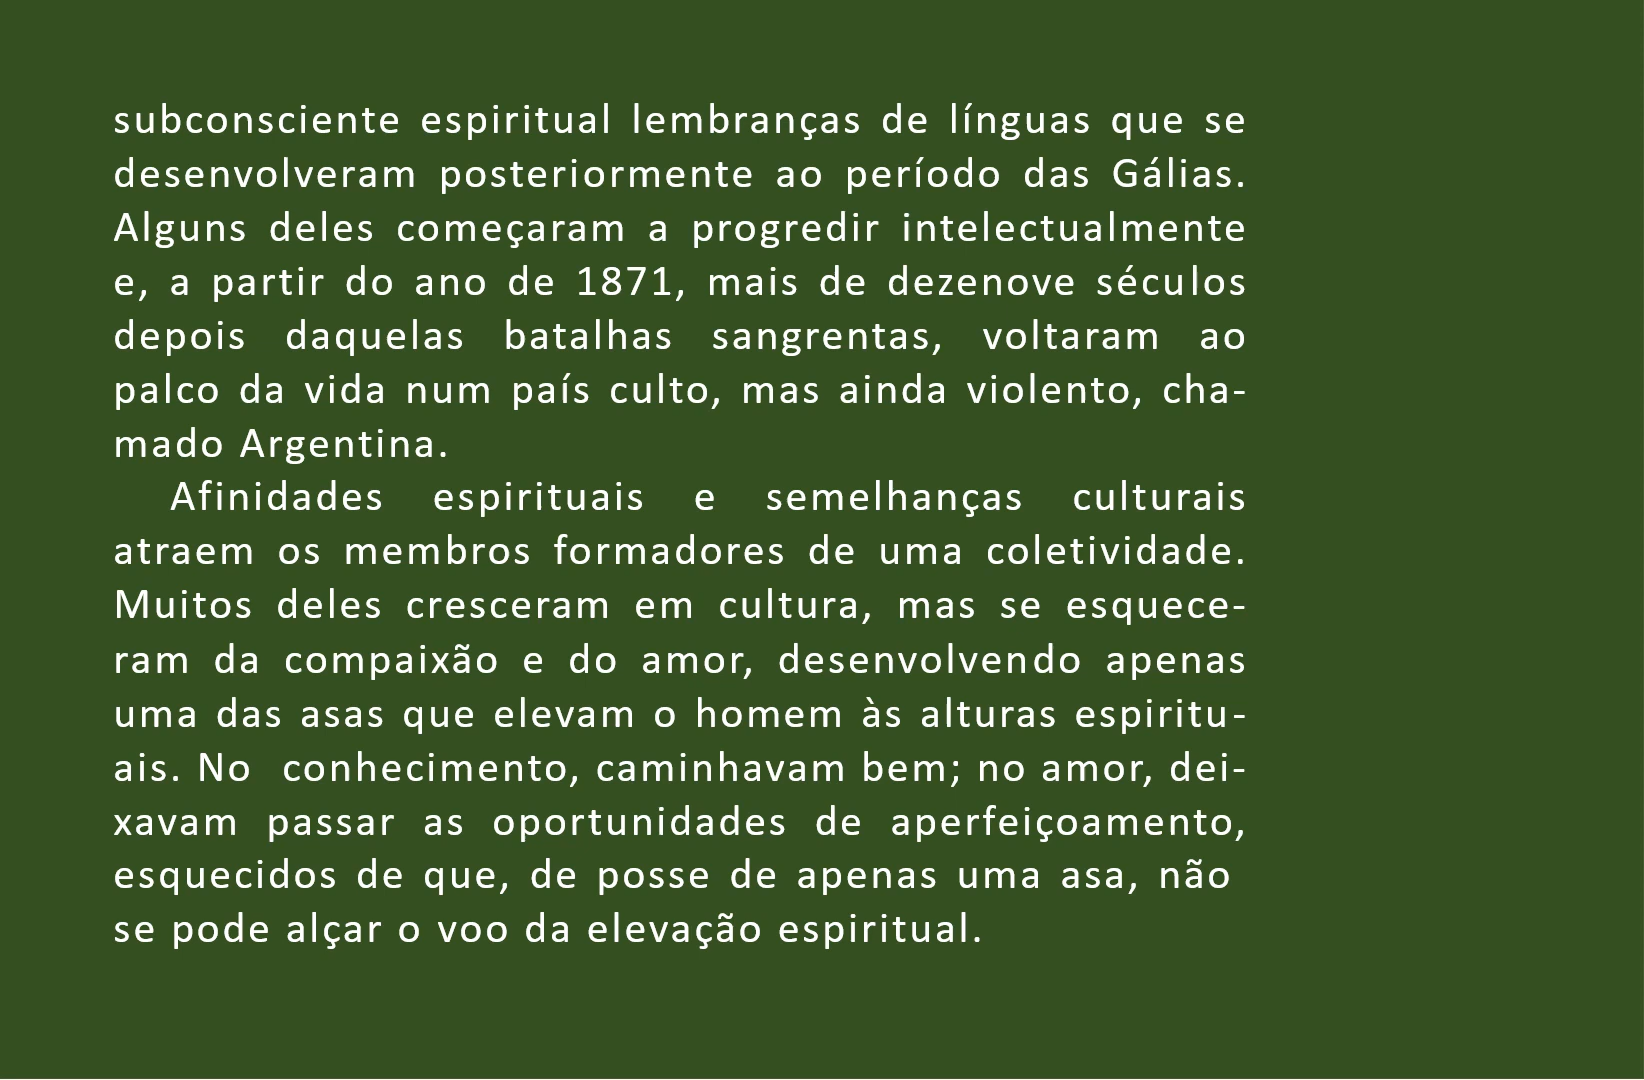 subconsciente espiritual lembranças de línguas que se
desenvolveram posteriormente ao período das Gálias.
Alguns deles começaram a progredir intelectualmente
e, a partir do ano de 1871, mais de dezenove séculos
depois daquelas batalhas sangrentas, voltaram ao
palco da vida num país culto, mas ainda violento, cha-
mado Argentina.
Afinidades espirituais e semelhanças culturais
atraem os membros formadores de uma coletividade.
Muitos deles cresceram em cultura, mas se esquece-
ram da compaixão e do amor, desenvolvendo apenas
uma das asas que elevam o homem às alturas espiritu-
ais. No conhecimento, caminhavam bem; no amor, dei-
xavam passar as oportunidades de aperfeiçoamento,
esquecidos de que, de posse de apenas uma asa, não
se pode alçar o voo da elevação espiritual.